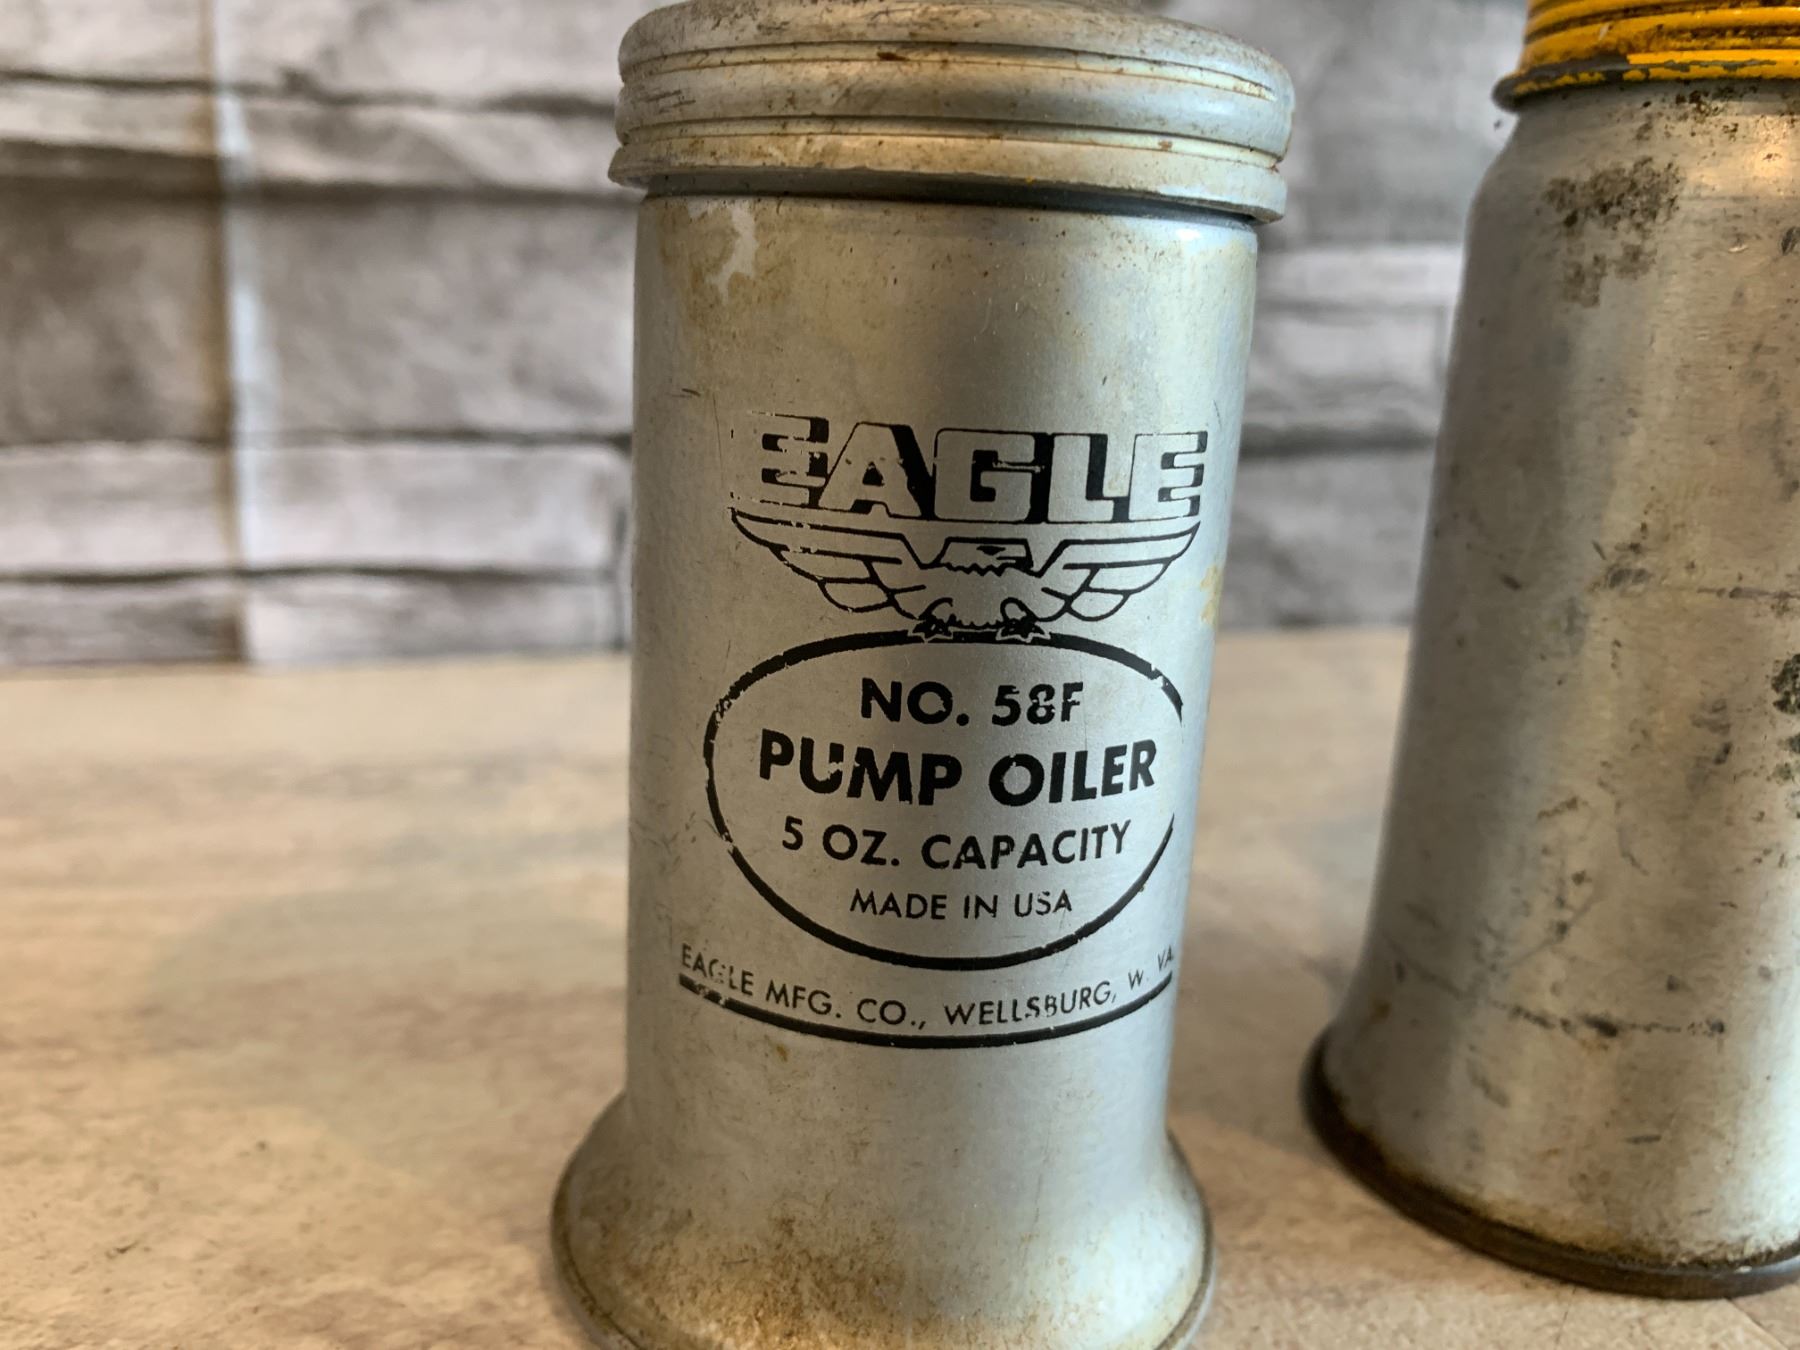 EAGLE
NO. 58F
PUMP OILER
5 OZ. CAPACITY
MADE IN USA
EAGLE MFG. CO., WELLSBURG, W. VA.